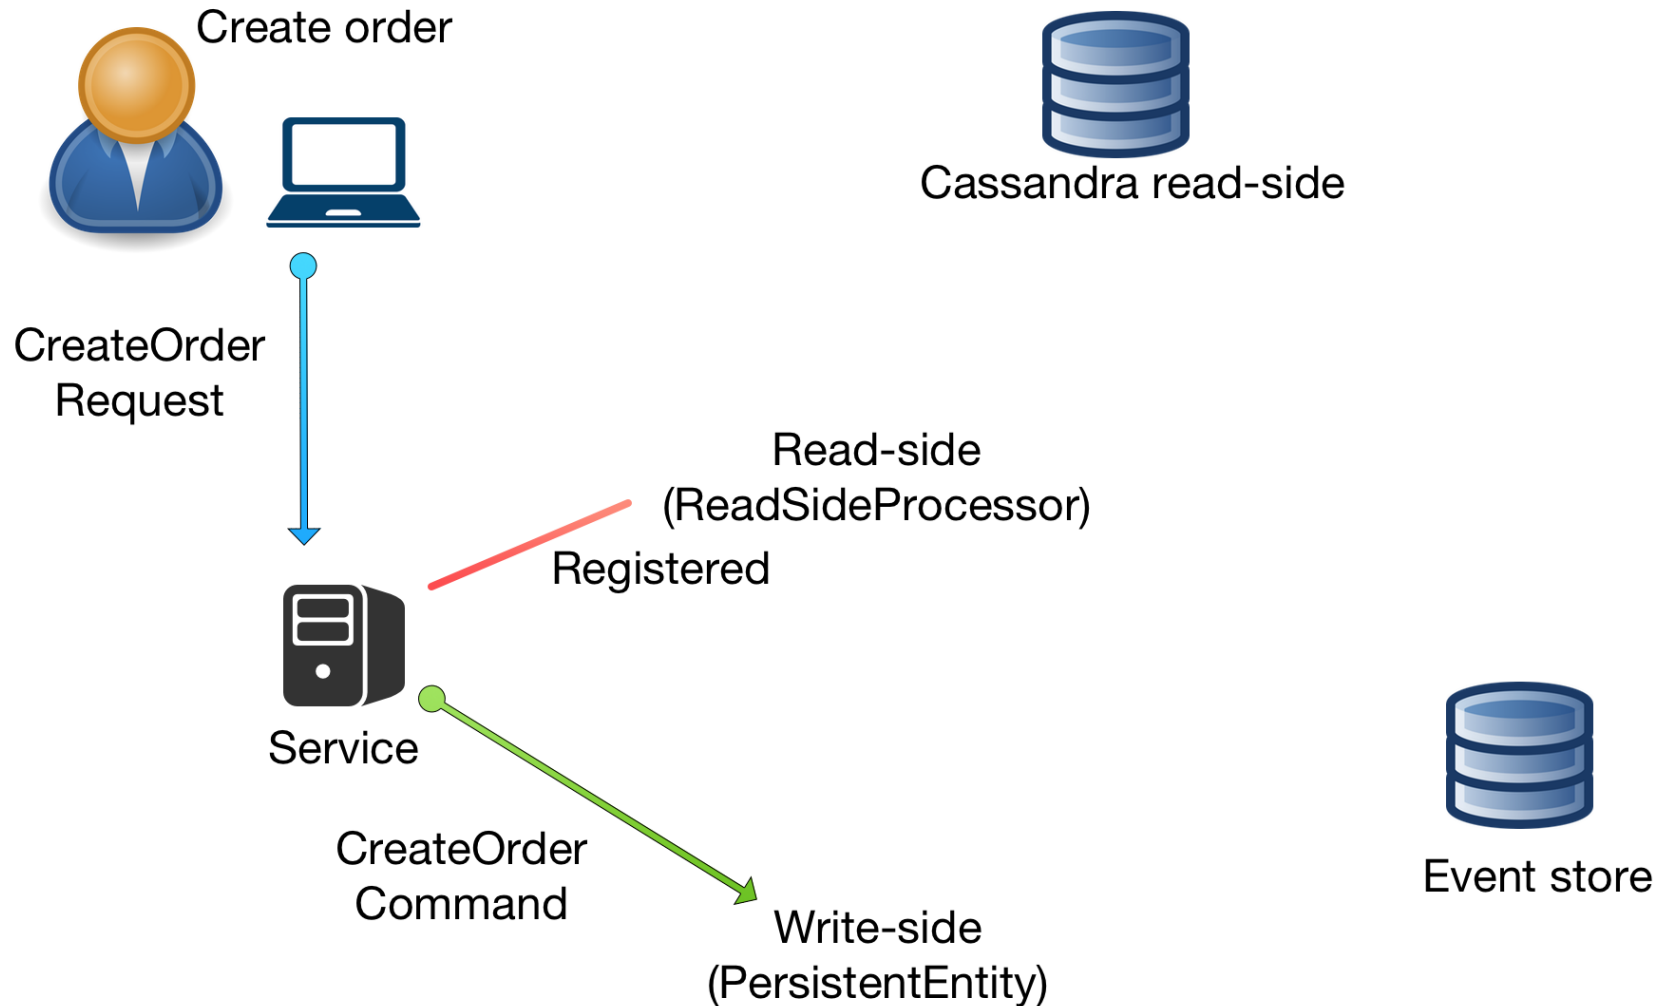 Create order
Cassandra read-side
CreateOrder
Request
Read-side
(ReadSideProcessor)
Registered
Service
CreateOrder
Command
Event store
Write-side
(PersistentEntity)